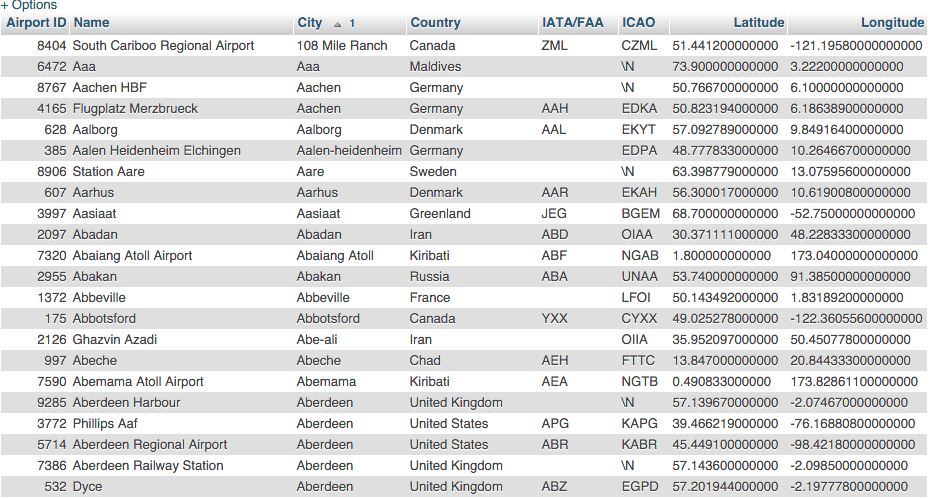 + Options
Airport ID Name City 1 Country IATA/FAA ICAO Latitude Longitude
8404 South Cariboo Regional Airport 108 Mile Ranch Canada ZML CZML 51.441200000000 -121.19580000000000
6472 Aaa Aaa Maldives \N 73.900000000000 3.22200000000000
8767 Aachen HBF Aachen Germany \N 50.766700000000 6.10000000000000
4165 Flugplatz Merzbrueck Aachen Germany AAH EDKA 50.823194000000 6.18638900000000
628 Aalborg Aalborg Denmark AAL EKYT 57.092789000000 9.84916400000000
385 Aalen Heidenheim Elchingen Aalen-heidenheim Germany EDPA 48.777833000000 10.26466700000000
8906 Station Aare Aare Sweden \N 63.398779000000 13.07595600000000
607 Aarhus Aarhus Denmark AAR EKAH 56.300017000000 10.61900800000000
3997 Aasiaat Aasiaat Greenland JEG BGEM 68.700000000000 -52.75000000000000
2097 Abadan Abadan Iran ABD OIAA 30.371111000000 48.22833300000000
7320 Abaiang Atoll Airport Abaiang Atoll Kiribati ABF NGAB 1.800000000000 173.04000000000000
2955 Abakan Abakan Russia ABA UNAA 53.740000000000 91.38500000000000
1372 Abbeville Abbeville France LFOI 50.143492000000 1.83189200000000
175 Abbotsford Abbotsford Canada YXX CYXX 49.025278000000 -122.36055600000000
2126 Ghazvin Azadi Abe-ali Iran OIIA 35.952097000000 50.45077800000000
997 Abeche Abeche Chad AEH FTTC 13.847000000000 20.84433300000000
7590 Abemama Atoll Airport Abemama Kiribati AEA NGTB 0.490833000000 173.82861100000000
9285 Aberdeen Harbour Aberdeen United Kingdom \N 57.139670000000 -2.07467000000000
3772 Phillips Aaf Aberdeen United States APG KAPG 39.466219000000 -76.16880800000000
5714 Aberdeen Regional Airport Aberdeen United States ABR KABR 45.449100000000 -98.42180000000000
7386 Aberdeen Railway Station Aberdeen United Kingdom \N 57.143600000000 -2.09850000000000
532 Dyce Aberdeen United Kingdom ABZ EGPD 57.201944000000 -2.19777800000000